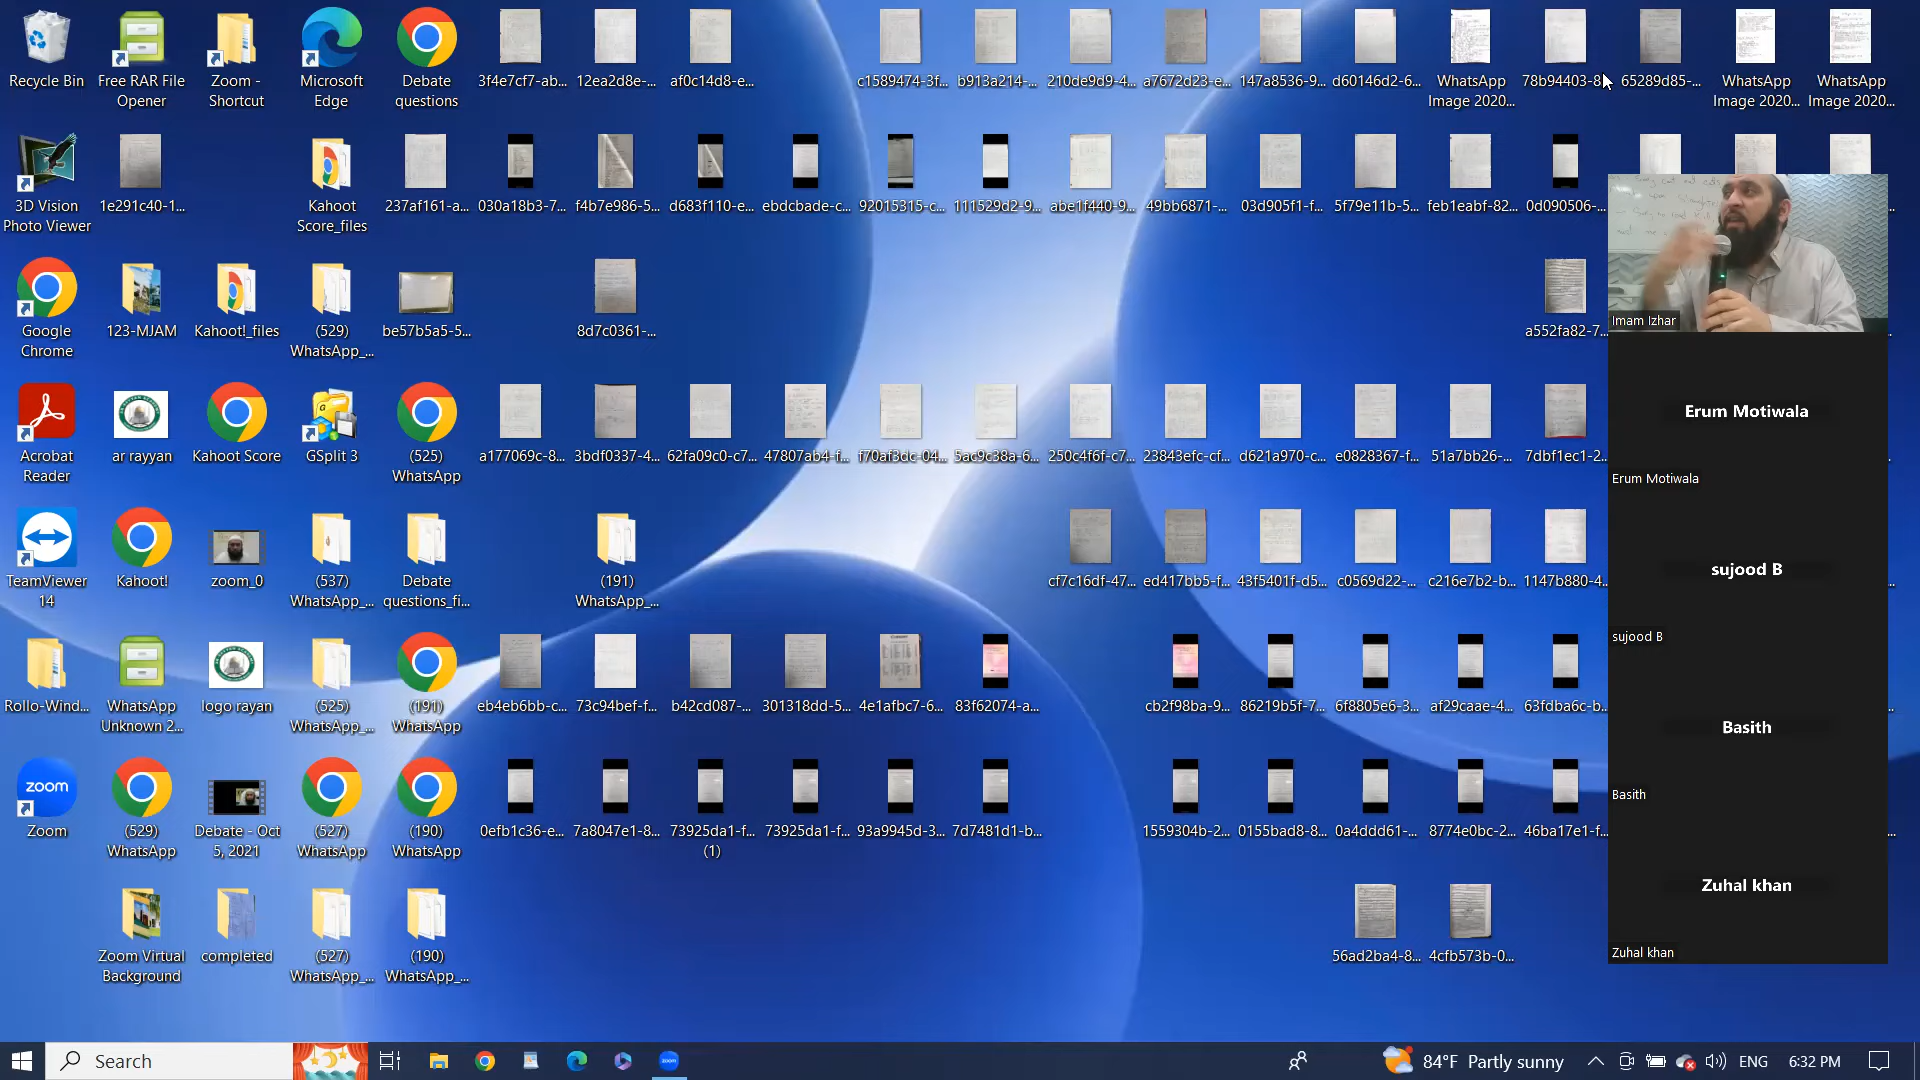 Recycle Bin
Free RAR File Opener
Zoom - Shortcut
Microsoft Edge
Debate questions
3f4e7cf7-ab...
12ea2d8e-...
af0c14d8-e...
c1589474-3f...
b913a214-...
210de9d9-4...
a7672d23-e...
147a8536-9...
d60146d2-6...
WhatsApp Image 2020...
78b94403-8
65289d85-...
WhatsApp Image 2020...
WhatsApp Image 2020...
3D Vision Photo Viewer
1e291c40-1...
Kahoot Score_files
237af161-a...
030a18b3-7...
f4b7e986-5...
d683f110-e...
ebdcbade-c...
92015315-c...
111529d2-9...
abe1f440-9...
49bb6871-...
03d905f1-f...
5f79e11b-5...
feb1eabf-82...
0d090506-...
Google Chrome
123-MJAM
Kahoot!_files
(529) WhatsApp_...
be57b5a5-5...
8d7c0361-...
a552fa82-7...
Imam Izhar
Acrobat Reader
ar rayyan
Kahoot Score
GSplit 3
(525) WhatsApp
a177069c-8...
3bdf0337-4...
62fa09c0-c7...
47807ab4-f...
f70af3dc-04...
5ac9c38a-6...
250c4f6f-c7...
23843efc-cf...
d621a970-c...
e0828367-f...
51a7bb26-...
7dbf1ec1-2...
Erum Motiwala
Erum Motiwala
TeamViewer 14
Kahoot!
zoom_0
(537) WhatsApp_...
Debate questions_fi...
(191) WhatsApp_...
cf7c16df-47...
ed417bb5-f...
43f5401f-d5...
c0569d22-...
c216e7b2-b...
1147b880-4...
sujood B
sujood B
Rollo-Wind...
WhatsApp Unknown 2...
logo rayan
(525) WhatsApp_...
(191) WhatsApp
eb4eb6bb-c...
73c94bef-f...
b42cd087-...
301318dd-5...
4e1afbc7-6...
83f62074-a...
cb2f98ba-9...
86219b5f-7...
6f8805e6-3...
af29caae-4...
63fdba6c-b...
Basith
Basith
zoom
Zoom
(529) WhatsApp
Debate - Oct 5, 2021
(527) WhatsApp
(190) WhatsApp
0efb1c36-e...
7a8047e1-8...
73925da1-f... (1)
73925da1-f...
93a9945d-3...
7d7481d1-b...
1559304b-2...
0155bad8-8...
0a4ddd61-...
8774e0bc-2...
46ba17e1-f...
Zuhal khan
Zuhal khan
Zoom Virtual Background
completed
(527) WhatsApp_...
(190) WhatsApp_...
56ad2ba4-8...
4cfb573b-0...
Search
zoom
84°F Partly sunny
ENG
6:32 PM